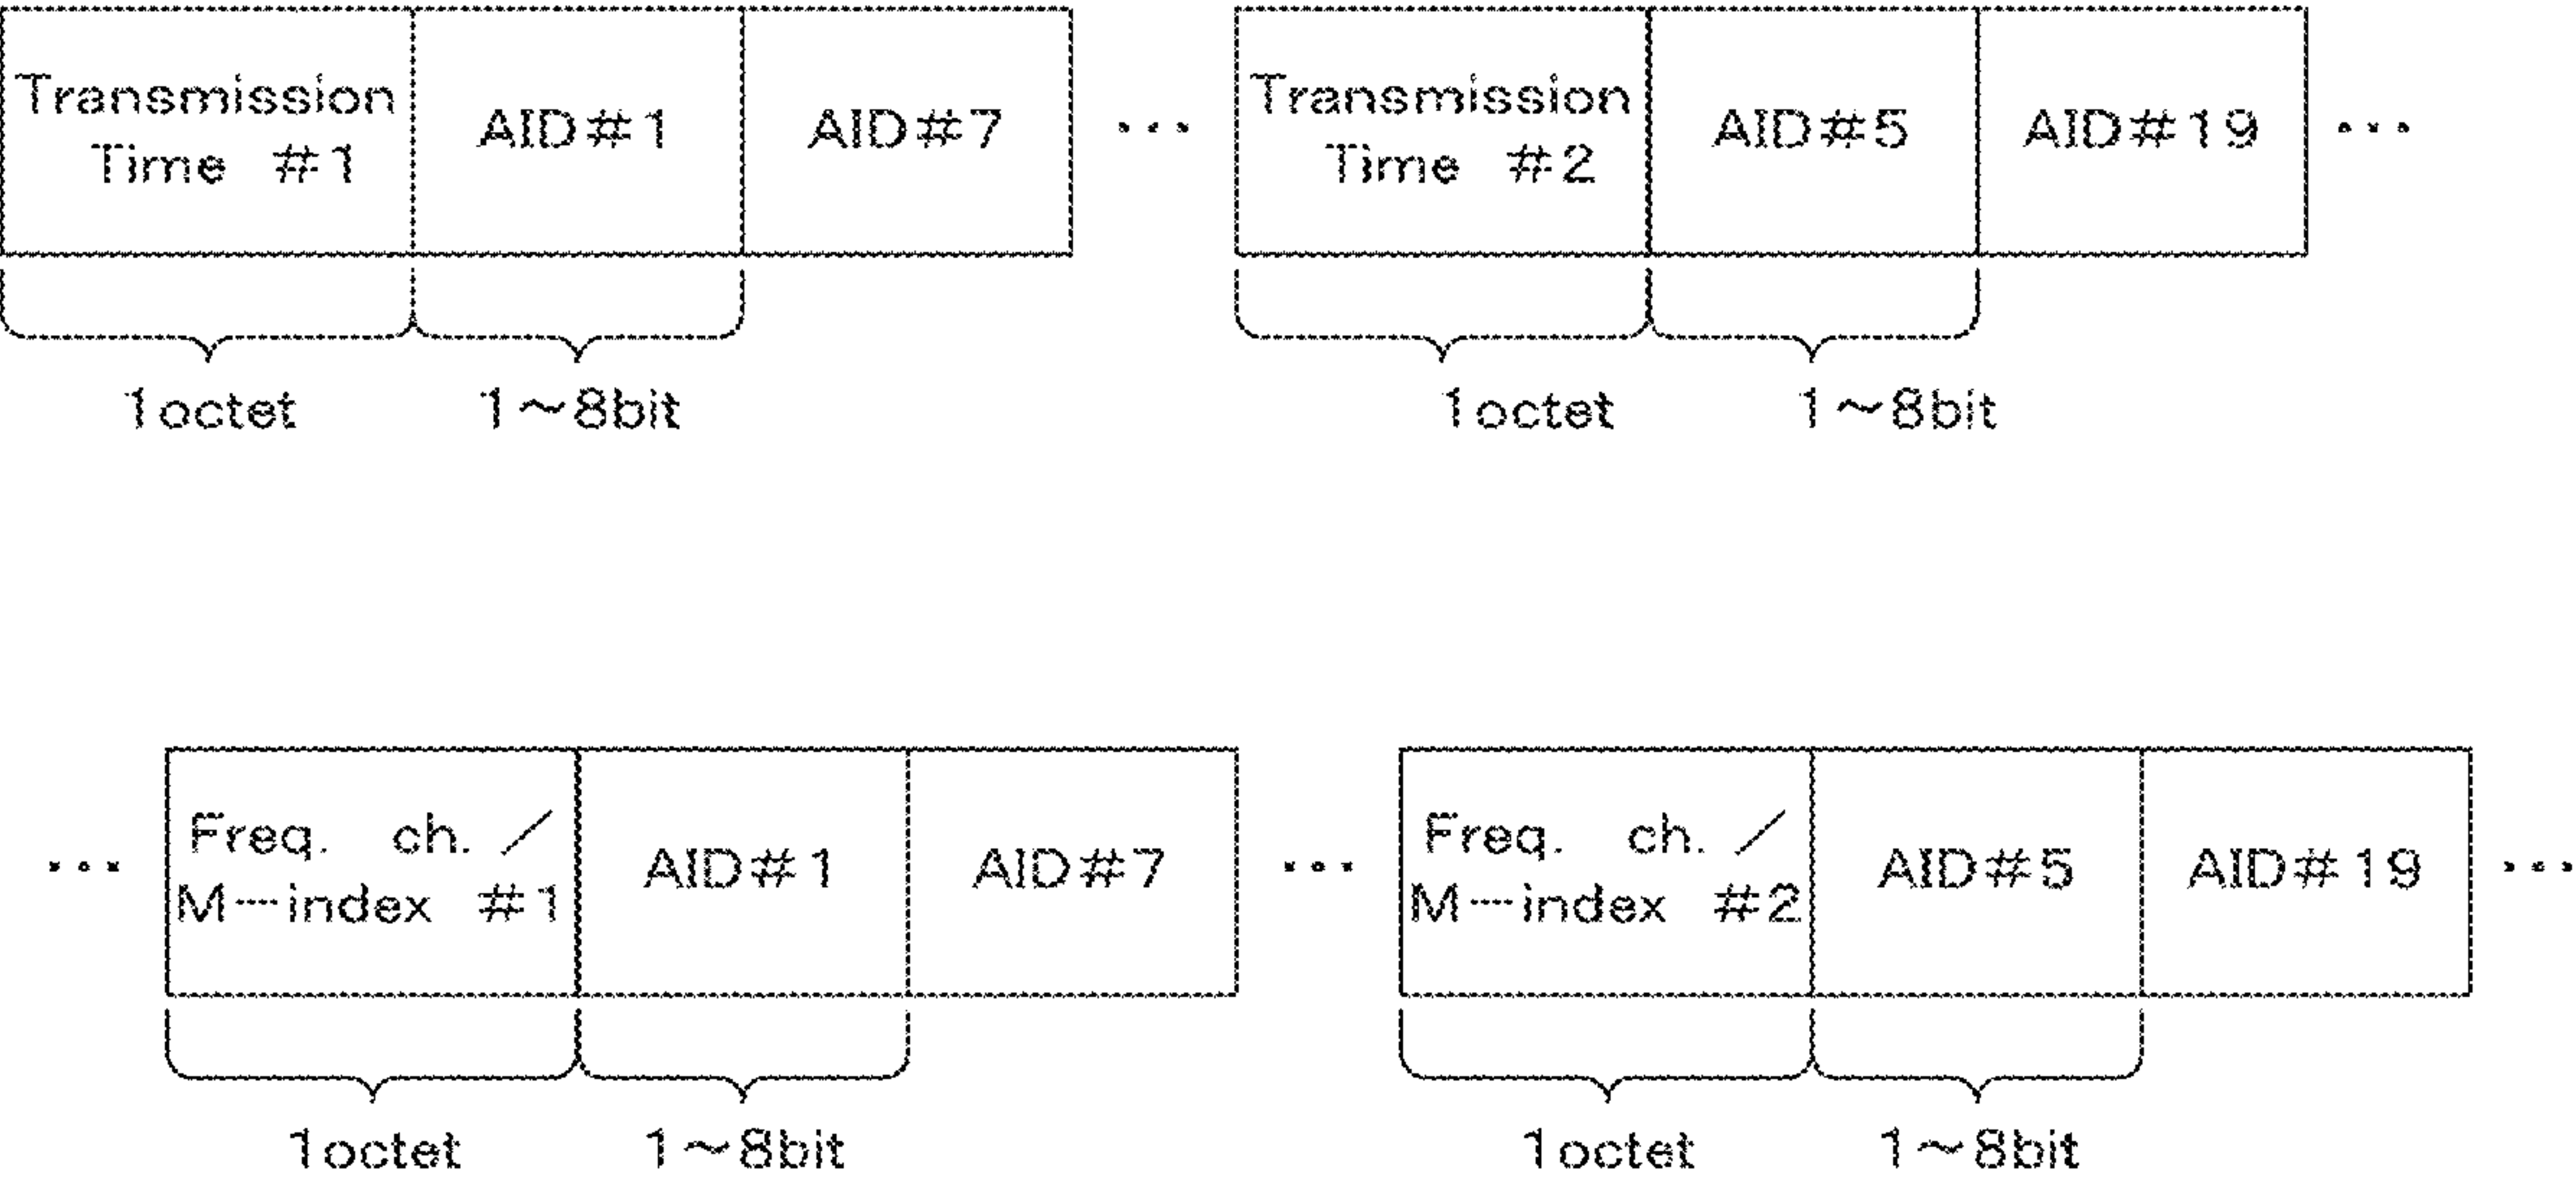 Transmission
Time #1
AID#1
AID#7
...
Transmission
Time #2
AID#5
AID#19
...
1octet
1~8bit
1octet
1~8bit
...
Freq. ch./
M-index #1
AID#1
AID#7
...
Freq. ch./
M-index #2
AID#5
AID#19
...
1octet
1~8bit
1octet
1~8bit